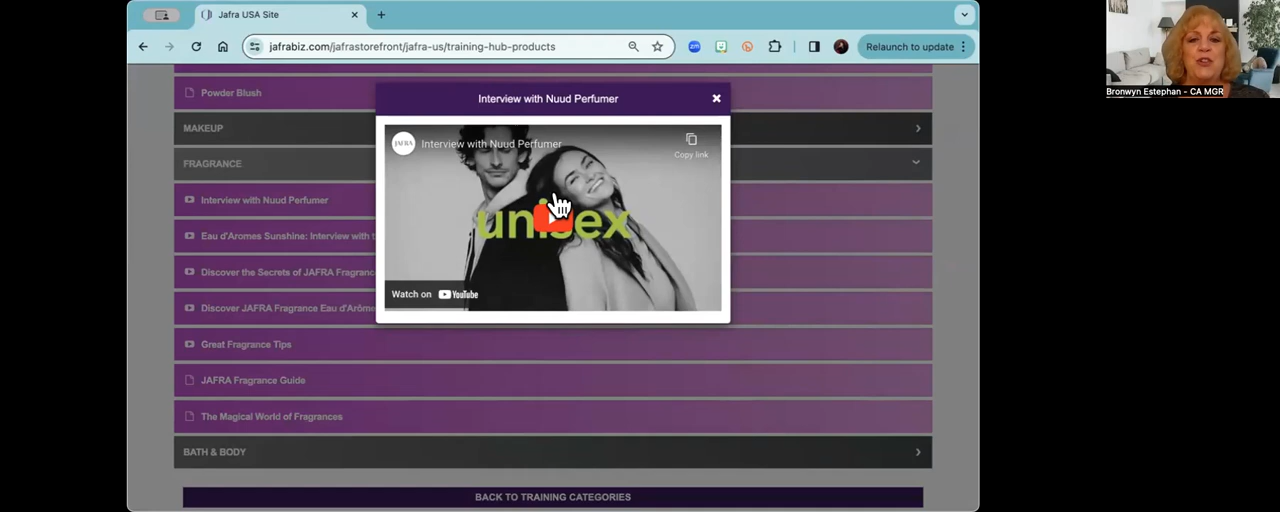 Jafra USA Site
jafrabiz.com/jafrastorefront/jafra-us/training-hub-products
zm
Relaunch to update
Bronwyn Estephan - CA MGR
Powder Blush
Interview with Nuud Perfumer
MAKEUP
JAFRA
Interview with Nuud Perfumer
Copy link
FRAGRANCE
Interview with Nuud Perfumer
unisex
Eau d'Aromes Sunshine: Interview with t
Discover the Secrets of JAFRA Fragranc
Watch on YouTube
Discover JAFRA Fragrance Eau d'Arôme
Great Fragrance Tips
JAFRA Fragrance Guide
The Magical World of Fragrances
BATH & BODY
BACK TO TRAINING CATEGORIES